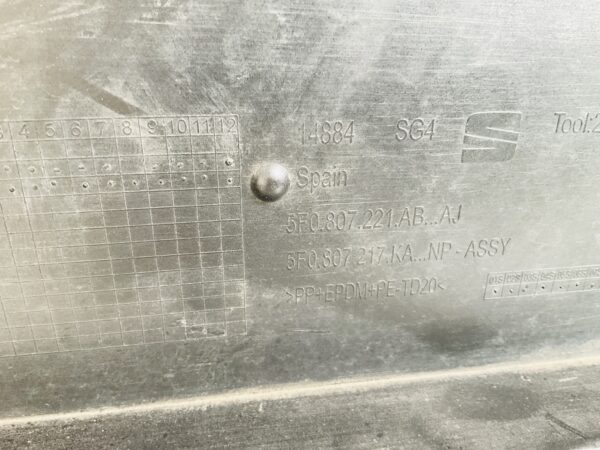 4 5 6 7 8 9 10 11 12
14884 SG4 Tool:2
Spain
5F0.807.221.AB...AJ
5F0.807.217.KA...NP - ASSY
>PP+EPDM+PE-TD20<